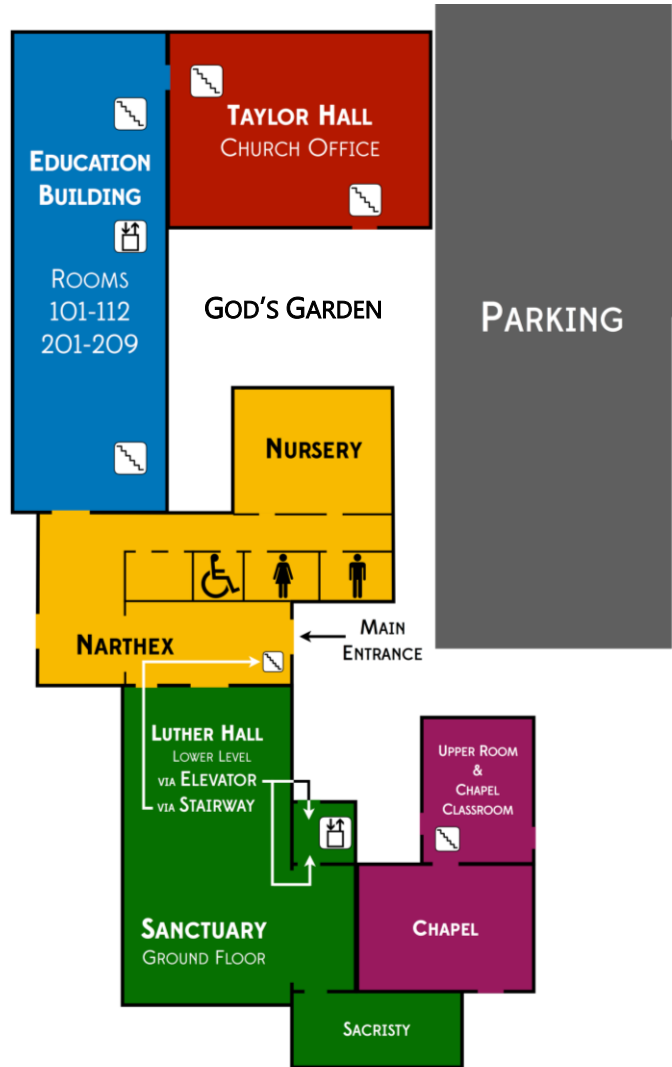 TAYLOR HALL
CHURCH OFFICE
EDUCATION
BUILDING
ROOMS
101-112
201-209
GOD'S GARDEN
PARKING
NURSERY
NARTHEX
MAIN
ENTRANCE
LUTHER HALL
LOWER LEVEL
VIA ELEVATOR
VIA STAIRWAY
UPPER ROOM
&
CHAPEL
CLASSROOM
SANCTUARY
GROUND FLOOR
CHAPEL
SACRISTY